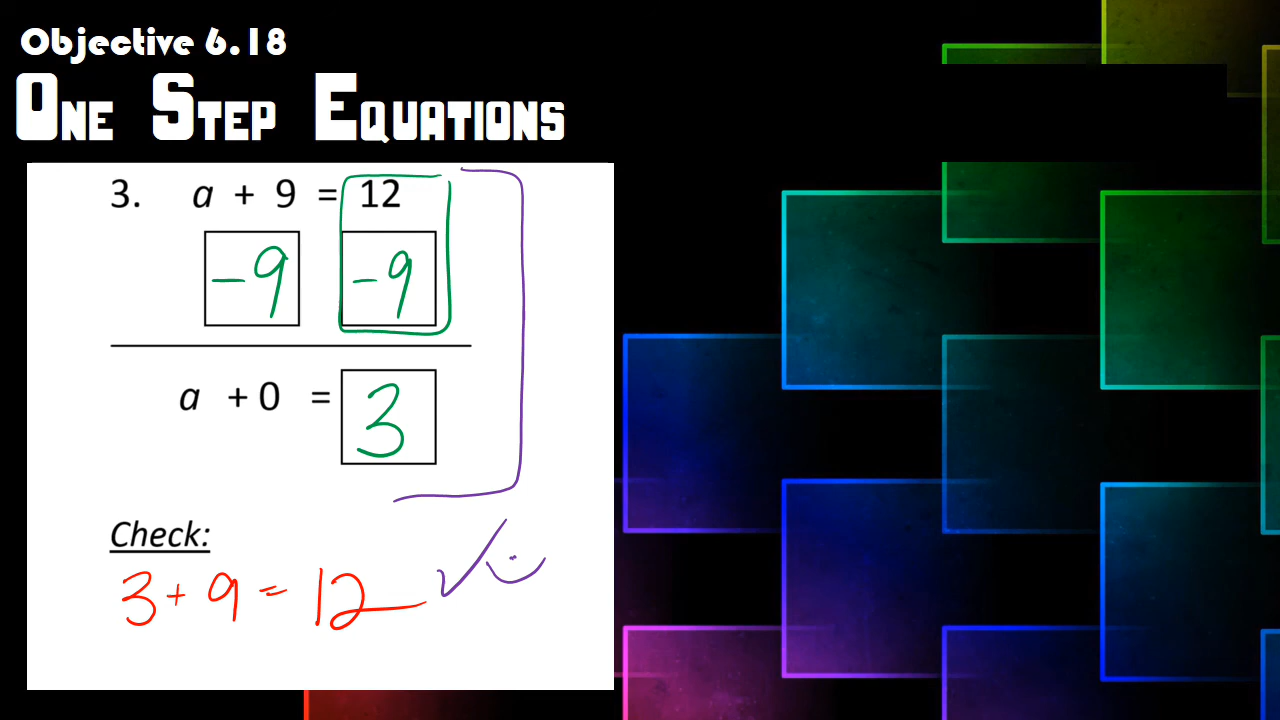 Objective 6.18
One Step Equations
3. a + 9 = 12
-9 -9
a + 0 = 3
Check:
3 + 9 = 12